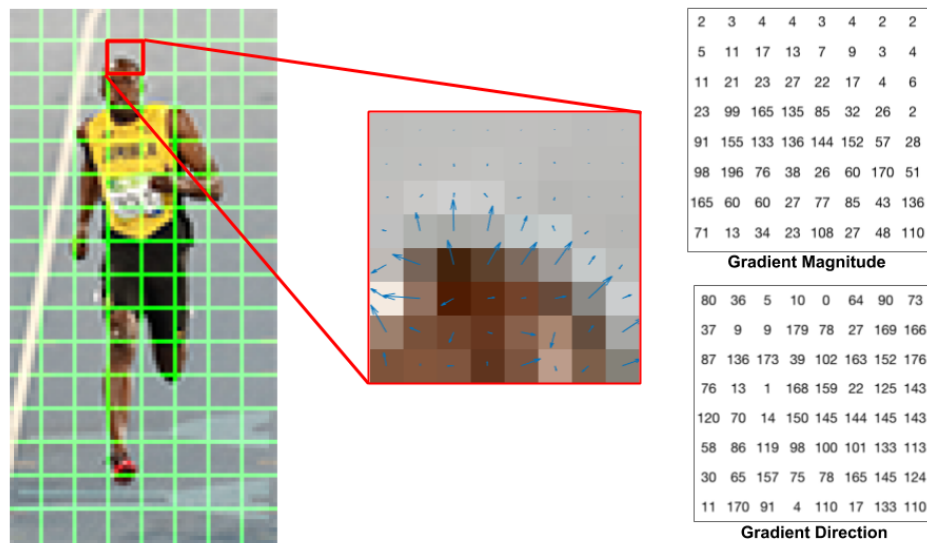 2 3 4 4 3 4 2 2
5 11 17 13 7 9 3 4
11 21 23 27 22 17 4 6
23 99 165 135 85 32 26 2
91 155 133 136 144 152 57 28
98 196 76 38 26 60 170 51
165 60 60 27 77 85 43 136
71 13 34 23 108 27 48 110
Gradient Magnitude
80 36 5 10 0 64 90 73
37 9 9 179 78 27 169 166
87 136 173 39 102 163 152 176
76 13 1 168 159 22 125 143
120 70 14 150 145 144 145 143
58 86 119 98 100 101 133 113
30 65 157 75 78 165 145 124
11 170 91 4 110 17 133 110
Gradient Direction